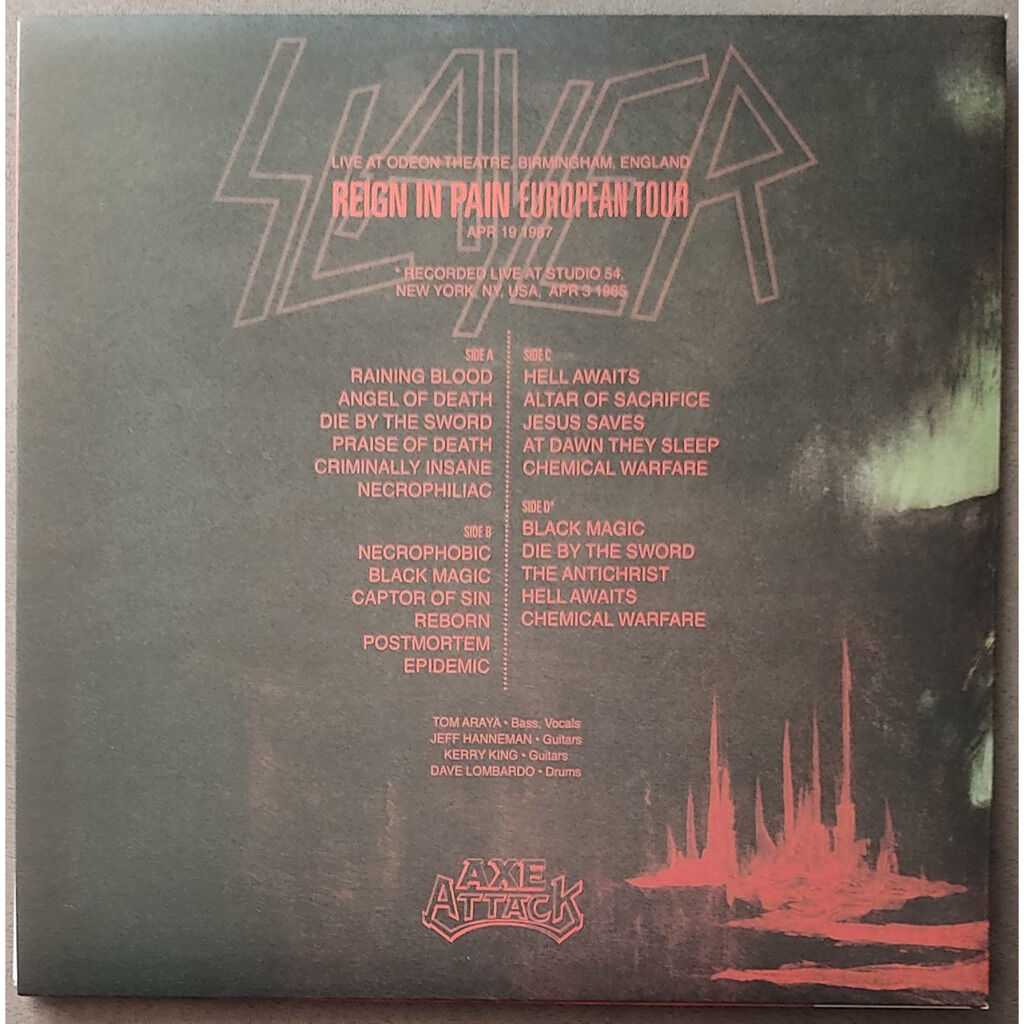 SLAYER
LIVE AT ODEON THEATRE, BIRMINGHAM, ENGLAND
REIGN IN PAIN EUROPEAN TOUR
APR 19 1987
* RECORDED LIVE AT STUDIO 54,
NEW YORK, NY, USA, APR 3 1985
SIDE A
RAINING BLOOD
ANGEL OF DEATH
DIE BY THE SWORD
PRAISE OF DEATH
CRIMINALLY INSANE
NECROPHILIAC
SIDE B
NECROPHOBIC
BLACK MAGIC
CAPTOR OF SIN
REBORN
POSTMORTEM
EPIDEMIC
SIDE C
HELL AWAITS
ALTAR OF SACRIFICE
JESUS SAVES
AT DAWN THEY SLEEP
CHEMICAL WARFARE
SIDE D*
BLACK MAGIC
DIE BY THE SWORD
THE ANTICHRIST
HELL AWAITS
CHEMICAL WARFARE
TOM ARAYA • Bass, Vocals
JEFF HANNEMAN • Guitars
KERRY KING • Guitars
DAVE LOMBARDO • Drums
AXE
ATTACK